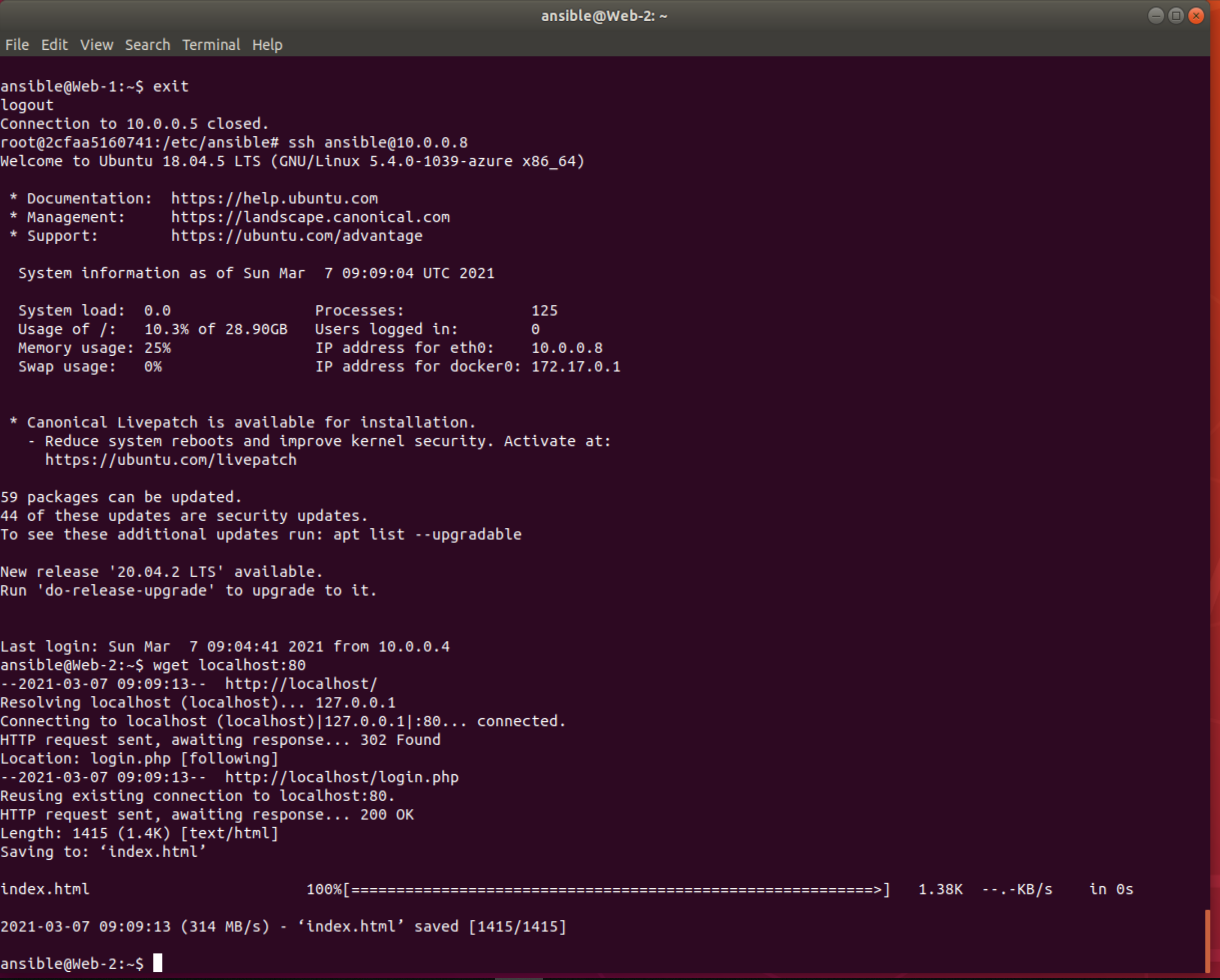 ansible@Web-2: ~
File Edit View Search Terminal Help
ansible@Web-1:~$ exit
logout
Connection to 10.0.0.5 closed.
root@2cfaa5160741:/etc/ansible# ssh ansible@10.0.0.8
Welcome to Ubuntu 18.04.5 LTS (GNU/Linux 5.4.0-1039-azure x86_64)
* Documentation:  https://help.ubuntu.com
* Management:     https://landscape.canonical.com
* Support:        https://ubuntu.com/advantage
System information as of Sun Mar  7 09:09:04 UTC 2021
System load:  0.0                Processes:              125
Usage of /:   10.3% of 28.90GB   Users logged in:        0
Memory usage: 25%                IP address for eth0:    10.0.0.8
Swap usage:   0%                 IP address for docker0: 172.17.0.1
* Canonical Livepatch is available for installation.
- Reduce system reboots and improve kernel security. Activate at:
https://ubuntu.com/livepatch
59 packages can be updated.
44 of these updates are security updates.
To see these additional updates run: apt list --upgradable
New release '20.04.2 LTS' available.
Run 'do-release-upgrade' to upgrade to it.
Last login: Sun Mar  7 09:04:41 2021 from 10.0.0.4
ansible@Web-2:~$ wget localhost:80
--2021-03-07 09:09:13--  http://localhost/
Resolving localhost (localhost)... 127.0.0.1
Connecting to localhost (localhost)|127.0.0.1|:80... connected.
HTTP request sent, awaiting response... 302 Found
Location: login.php [following]
--2021-03-07 09:09:13--  http://localhost/login.php
Reusing existing connection to localhost:80.
HTTP request sent, awaiting response... 200 OK
Length: 1415 (1.4K) [text/html]
Saving to: ‘index.html’
index.html                        100%[==========================================================>]   1.38K  --.-KB/s    in 0s
2021-03-07 09:09:13 (314 MB/s) - ‘index.html’ saved [1415/1415]
ansible@Web-2:~$